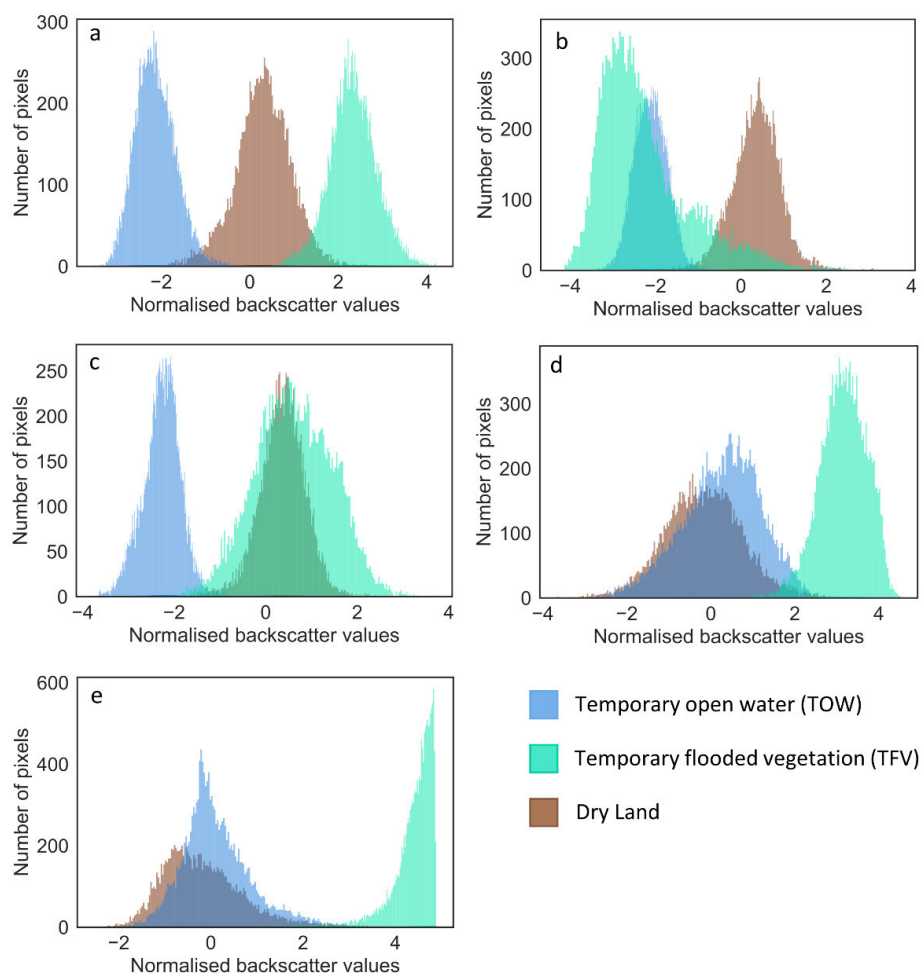 a
300
200
100
0
Number of pixels
−2 0 2 4
Normalised backscatter values
b
300
200
100
0
Number of pixels
−4 −2 0 2 4
Normalised backscatter values
c
250
200
150
100
50
0
Number of pixels
−4 −2 0 2 4
Normalised backscatter values
d
300
200
100
0
Number of pixels
−4 −2 0 2 4
Normalised backscatter values
e
600
400
200
0
Number of pixels
−2 0 2 4
Normalised backscatter values
Temporary open water (TOW)
Temporary flooded vegetation (TFV)
Dry Land